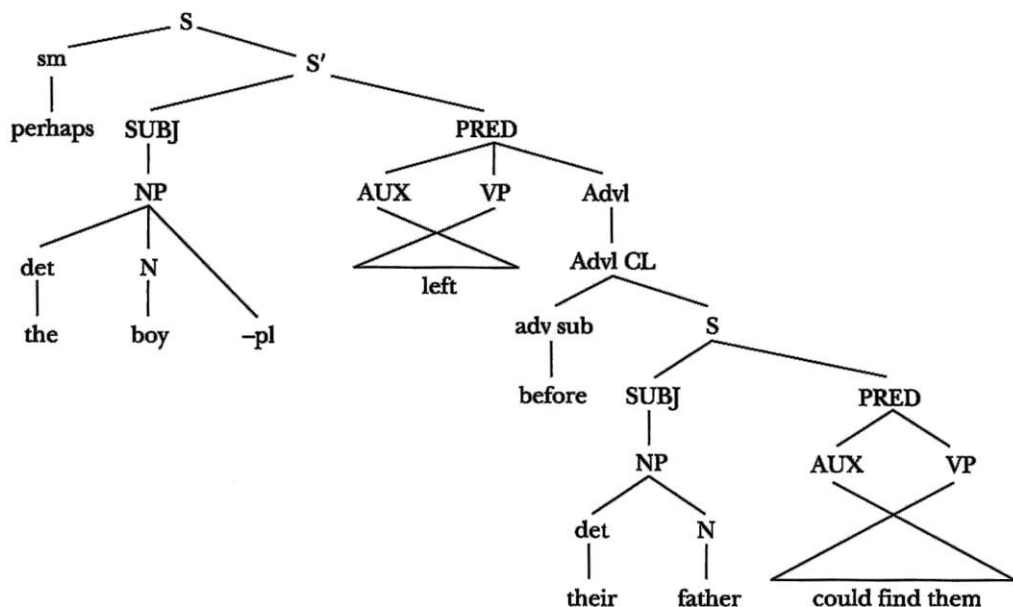 S
sm S′
perhaps SUBJ PRED
NP AUX VP Advl
det N left Advl CL
the boy –pl adv sub S
before SUBJ PRED
NP AUX VP
det N
their father could find them